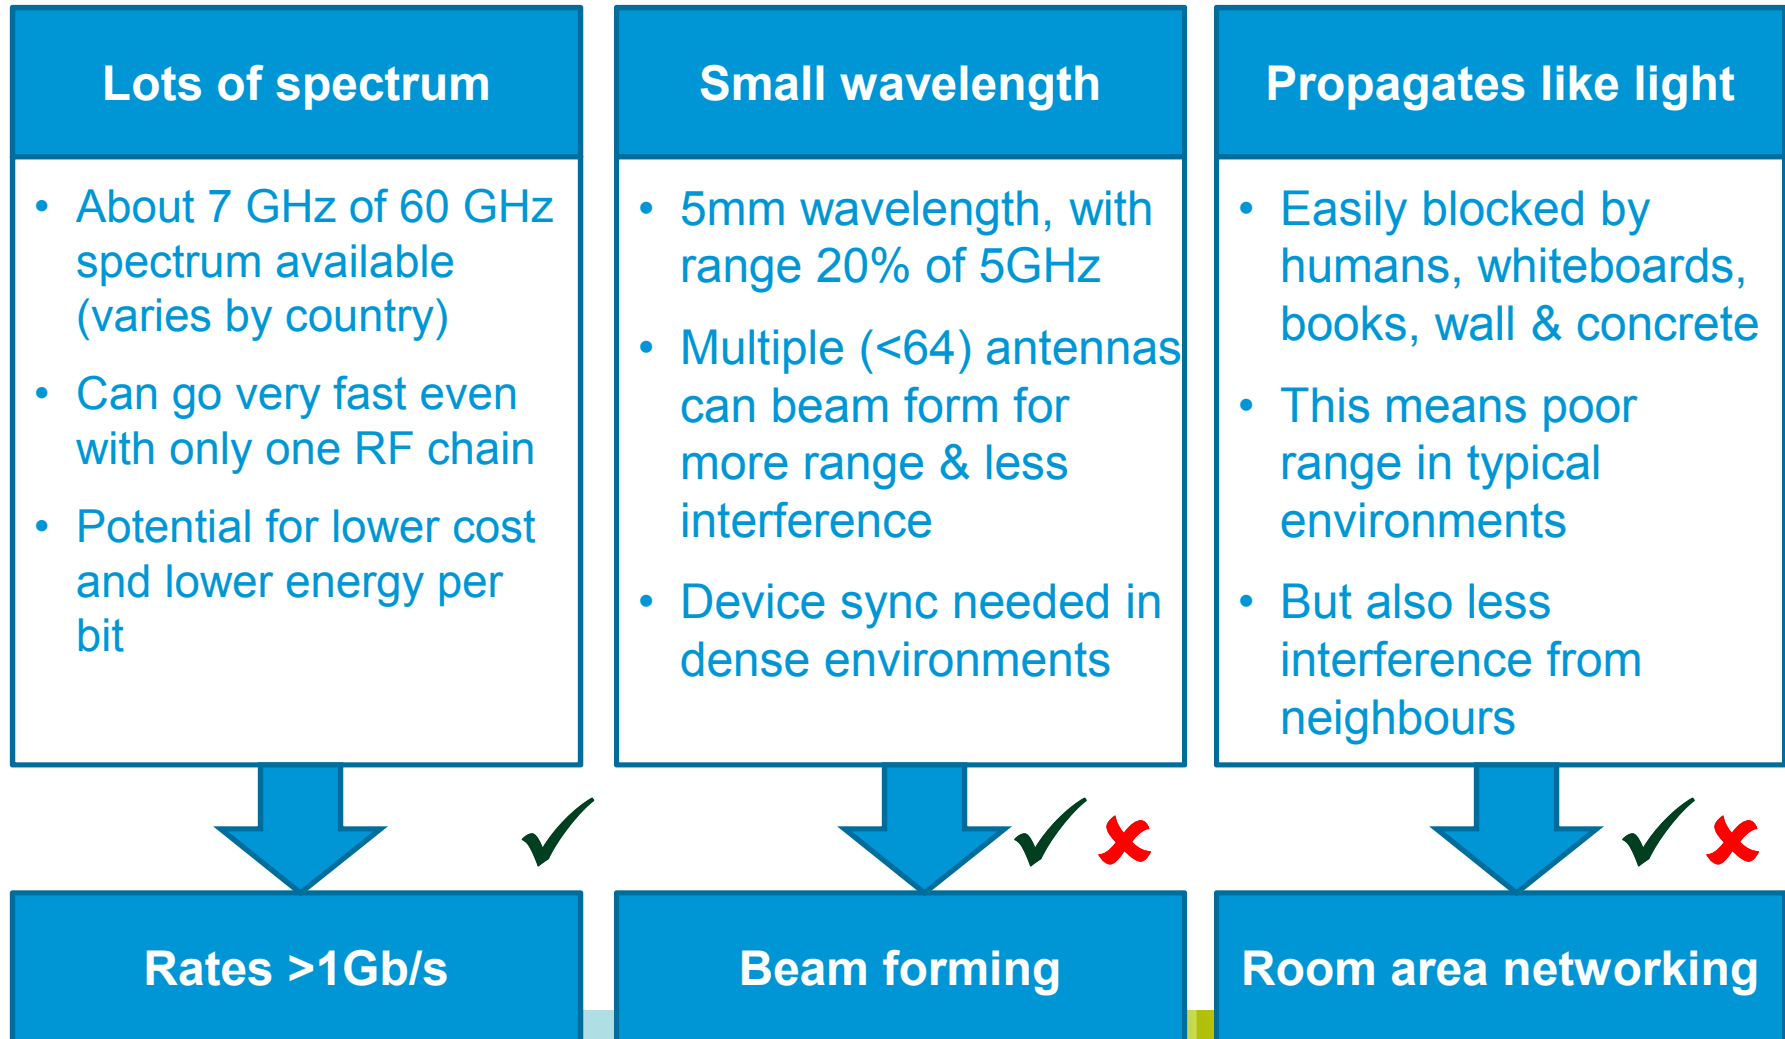 Lots of spectrum
• About 7 GHz of 60 GHz
spectrum available
(varies by country)
• Can go very fast even
with only one RF chain
• Potential for lower cost
and lower energy per
bit
Rates >1Gb/s
Small wavelength
• 5mm wavelength, with
range 20% of 5GHz
• Multiple (<64) antennas
can beam form for
more range & less
interference
• Device sync needed in
dense environments
Beam forming
Propagates like light
• Easily blocked by
humans, whiteboards,
books, wall & concrete
• This means poor
range in typical
environments
• But also less
interference from
neighbours
Room area networking